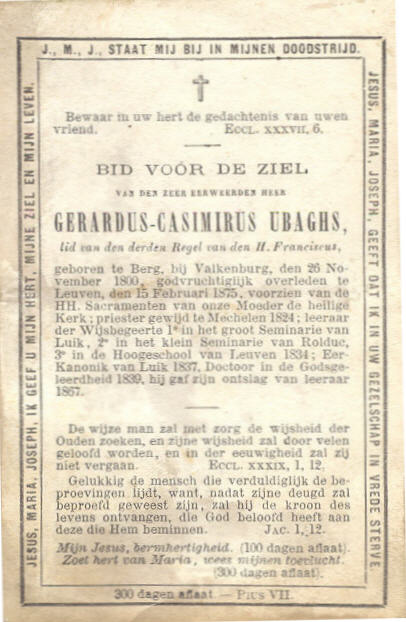 J., M., J., STAAT MIJ BIJ IN MIJNEN DOODSTRIJD.
Bewaar in uw hert de gedachtenis van uwen
vriend. ECCL. XXXVII, 6.
BID VOÓR DE ZIEL
VAN DEN ZEER EERWEERDEN HEER
GERARDUS-CASIMIRUS UBAGHS,
lid van den derden Regel van den H. Franciscus,
geboren te Berg, bij Valkenburg, den 26 No-
vember 1800, godvruchtiglijk overleden te
Leuven, den 15 Februari 1875, voorzien van de
HH. Sacramenten van onze Moeder de heilige
Kerk; priester gewijd te Mechelen 1824; leeraar
der Wijsbegeerte 1º in het groot Seminarie van
Luik, 2º in het klein Seminarie van Rolduc,
3º in de Hoogeschool van Leuven 1834; Eer-
Kanonik van Luik 1837, Doctoor in de Godsge-
leerdheid 1839, hij gaf zijn ontslag van leeraar
1867.
De wijze man zal met zorg de wijsheid der
Ouden zoeken, en zijne wijsheid zal door velen
geloofd worden, en in der eeuwigheid zal zij
niet vergaan. ECCL. XXXIX, 1, 12.
Gelukkig de mensch die verduldiglijk de be-
proevingen lijdt, want, nadat zijne deugd zal
beproefd geweest zijn, zal hij de kroon des
levens ontvangen, die God beloofd heeft aan
deze die Hem beminnen. JAC. 1, 12.
Mijn Jesus, bermhertigheid. (100 dagen aflaat.)
Zoet hert van Maria, wees mijnen toevlucht.
(300 dagen aflaat.)
300 dagen aflaat — PIUS VII.
JESUS, MARIA, JOSEPH, IK GEEF U MIJN HERT, MIJNE ZIEL EN MIJN LEVEN.
JESUS, MARIA, JOSEPH, GEEFT DAT IK IN UW GEZELSCHAP IN VREDE STERVE